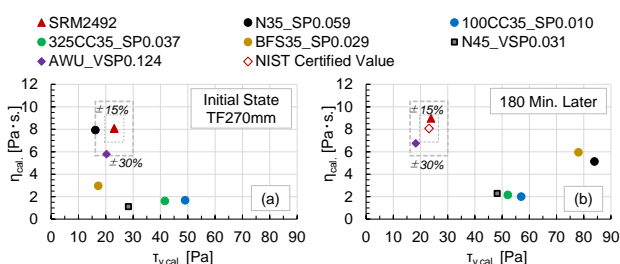 SRM2492 N35_SP0.059 100CC35_SP0.010
325CC35_SP0.037 BFS35_SP0.029 N45_VSP0.031
AWU_VSP0.124 NIST Certified Value
12
10
8
6
4
2
0
η cal. [Pa·s.]
±15%
±30%
Initial State
TF270mm
(a)
0 10 20 30 40 50 60 70 80 90
τy cal. [Pa]
12
10
8
6
4
2
0
η cal. [Pa·s.]
±15%
±30%
180 Min. Later
(b)
0 10 20 30 40 50 60 70 80 90
τy cal. [Pa]